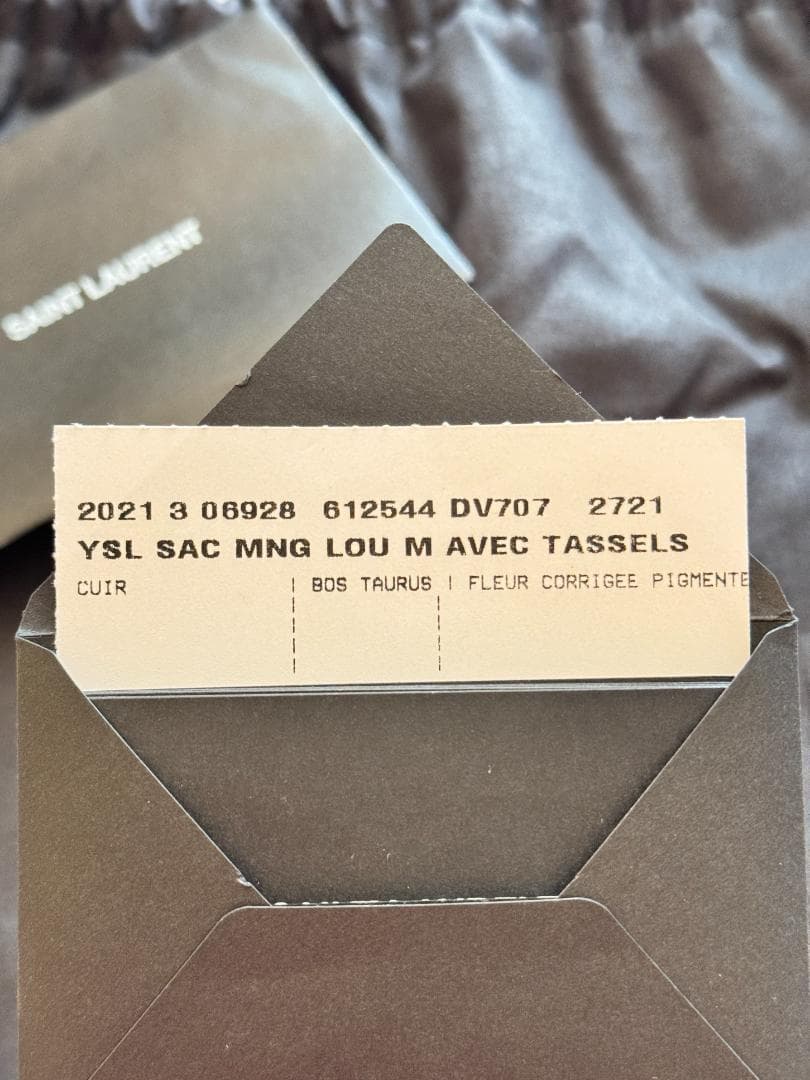 SAINT LAURENT
2021 3 06928 612544 DV707 2721
YSL SAC MNG LOU M AVEC TASSELS
CUIR | BOS TAURUS | FLEUR CORRIGEE PIGMENTE